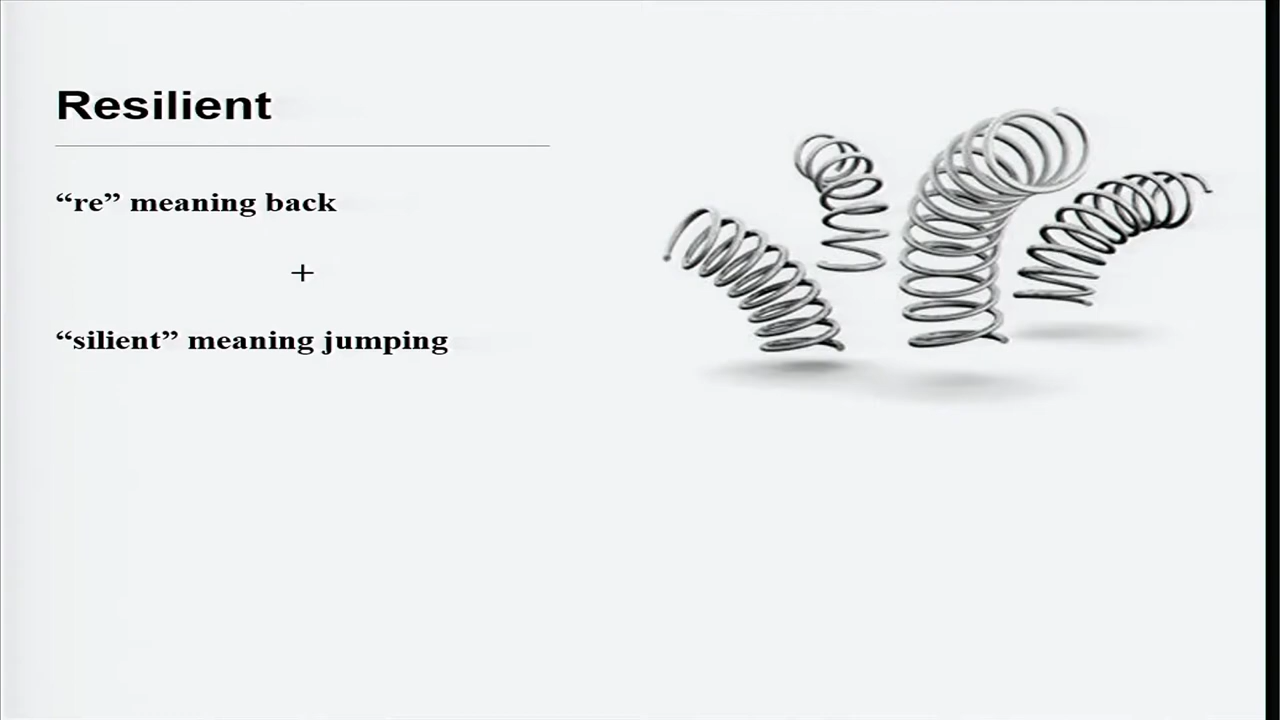 Resilient
“re” meaning back
+
“silient” meaning jumping